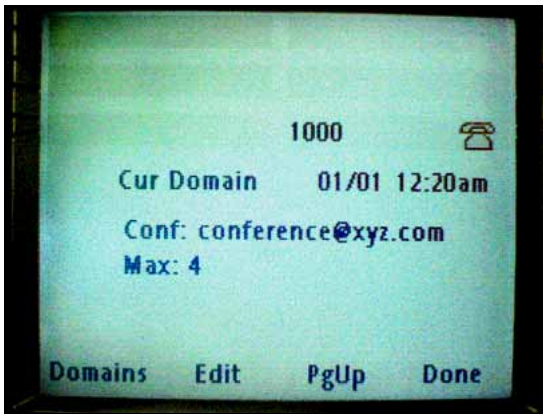 1000
Cur Domain 01/01 12:20am
Conf: conference@xyz.com
Max: 4
Domains Edit PgUp Done